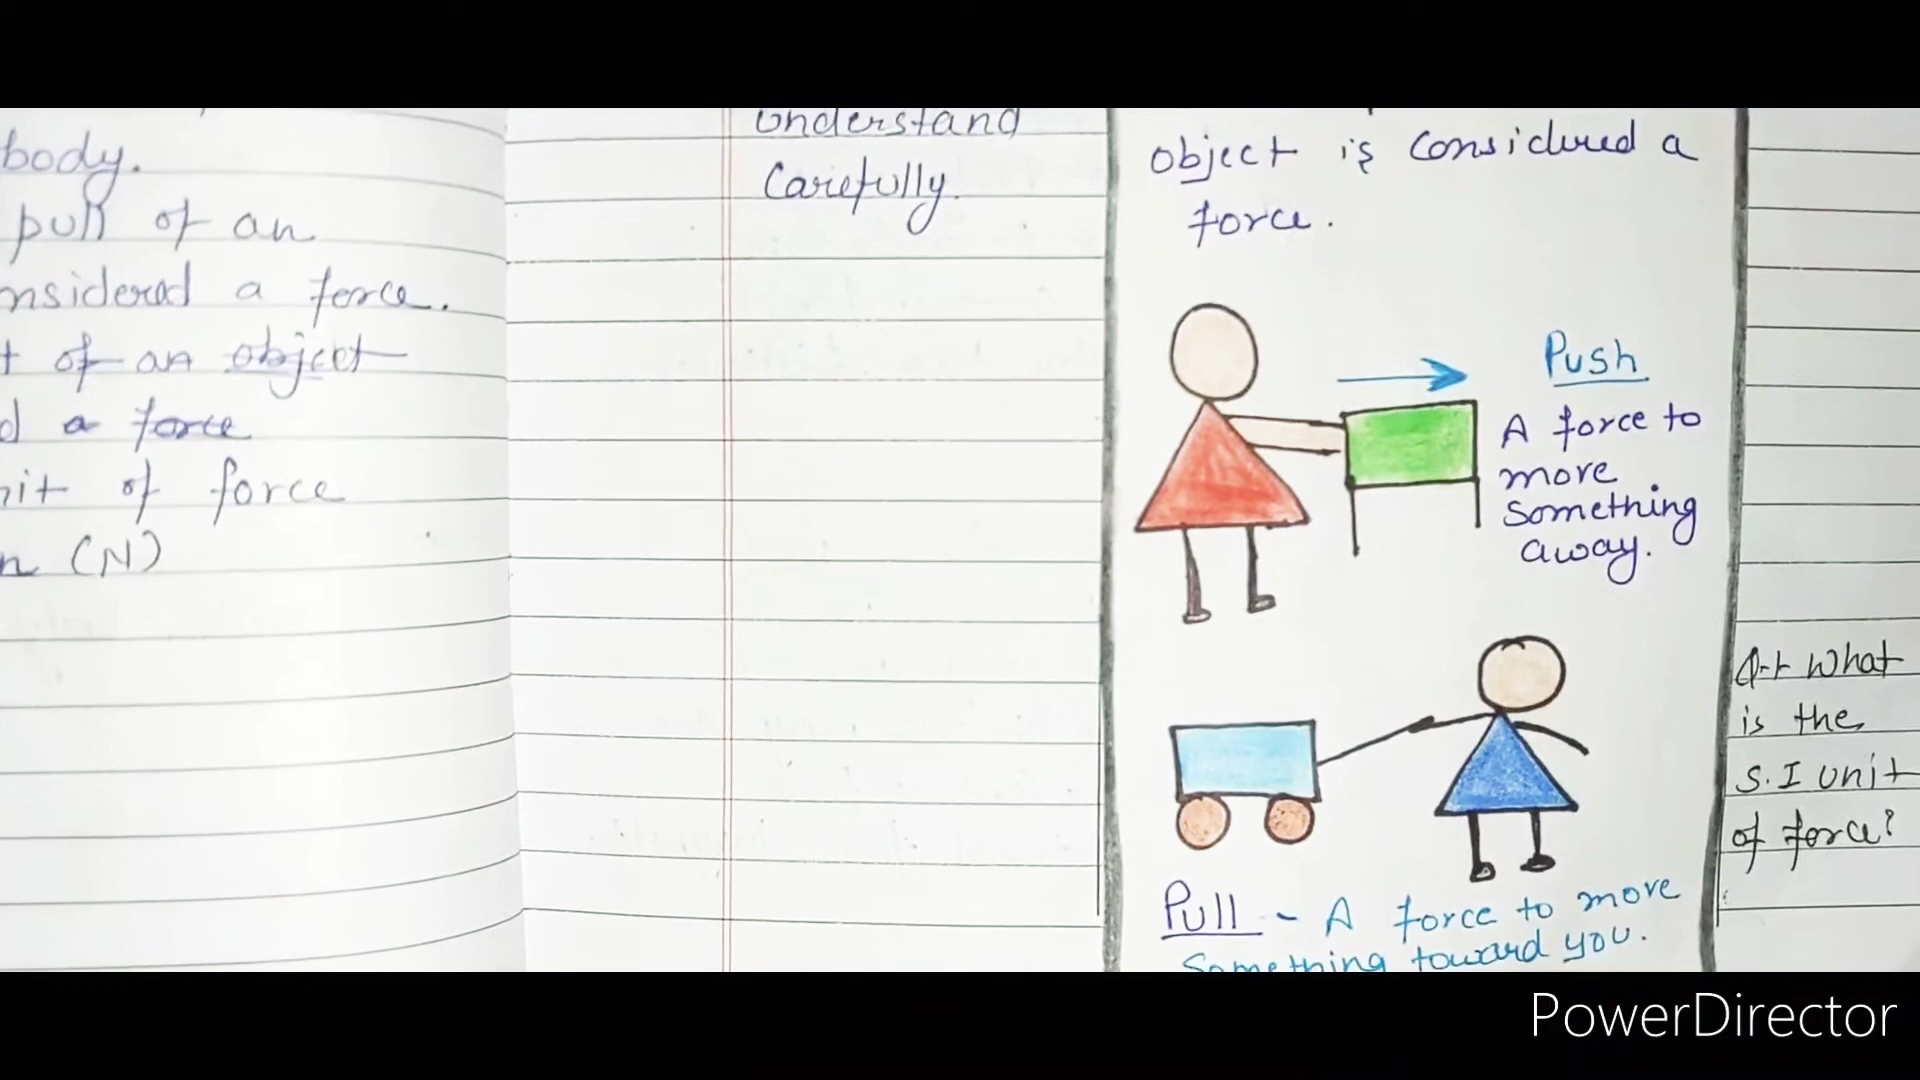 body.
pull of an
nsidered a force.
t of an object
d a force
nit of force
n (N)
Understand
Carefully.
object is considered a
force.
Push
A force to
more
something
away.
Pull - A force to more
Something toward you.
Q-1 What
is the
S.I unit
of force?
PowerDirector